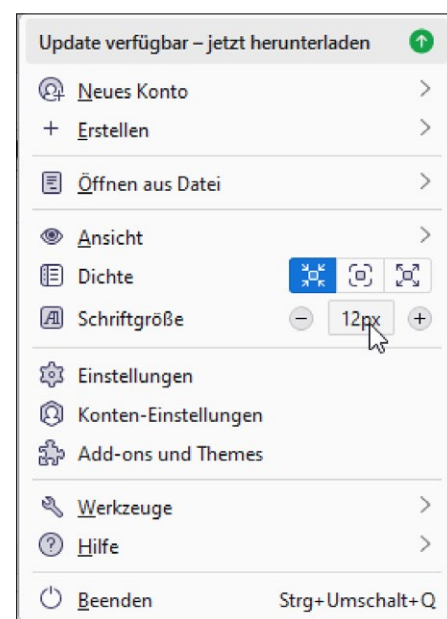 Update verfügbar – jetzt herunterladen
Neues Konto
Erstellen
Öffnen aus Datei
Ansicht
Dichte
Schriftgröße 12px
Einstellungen
Konten-Einstellungen
Add-ons und Themes
Werkzeuge
Hilfe
Beenden Strg+Umschalt+Q